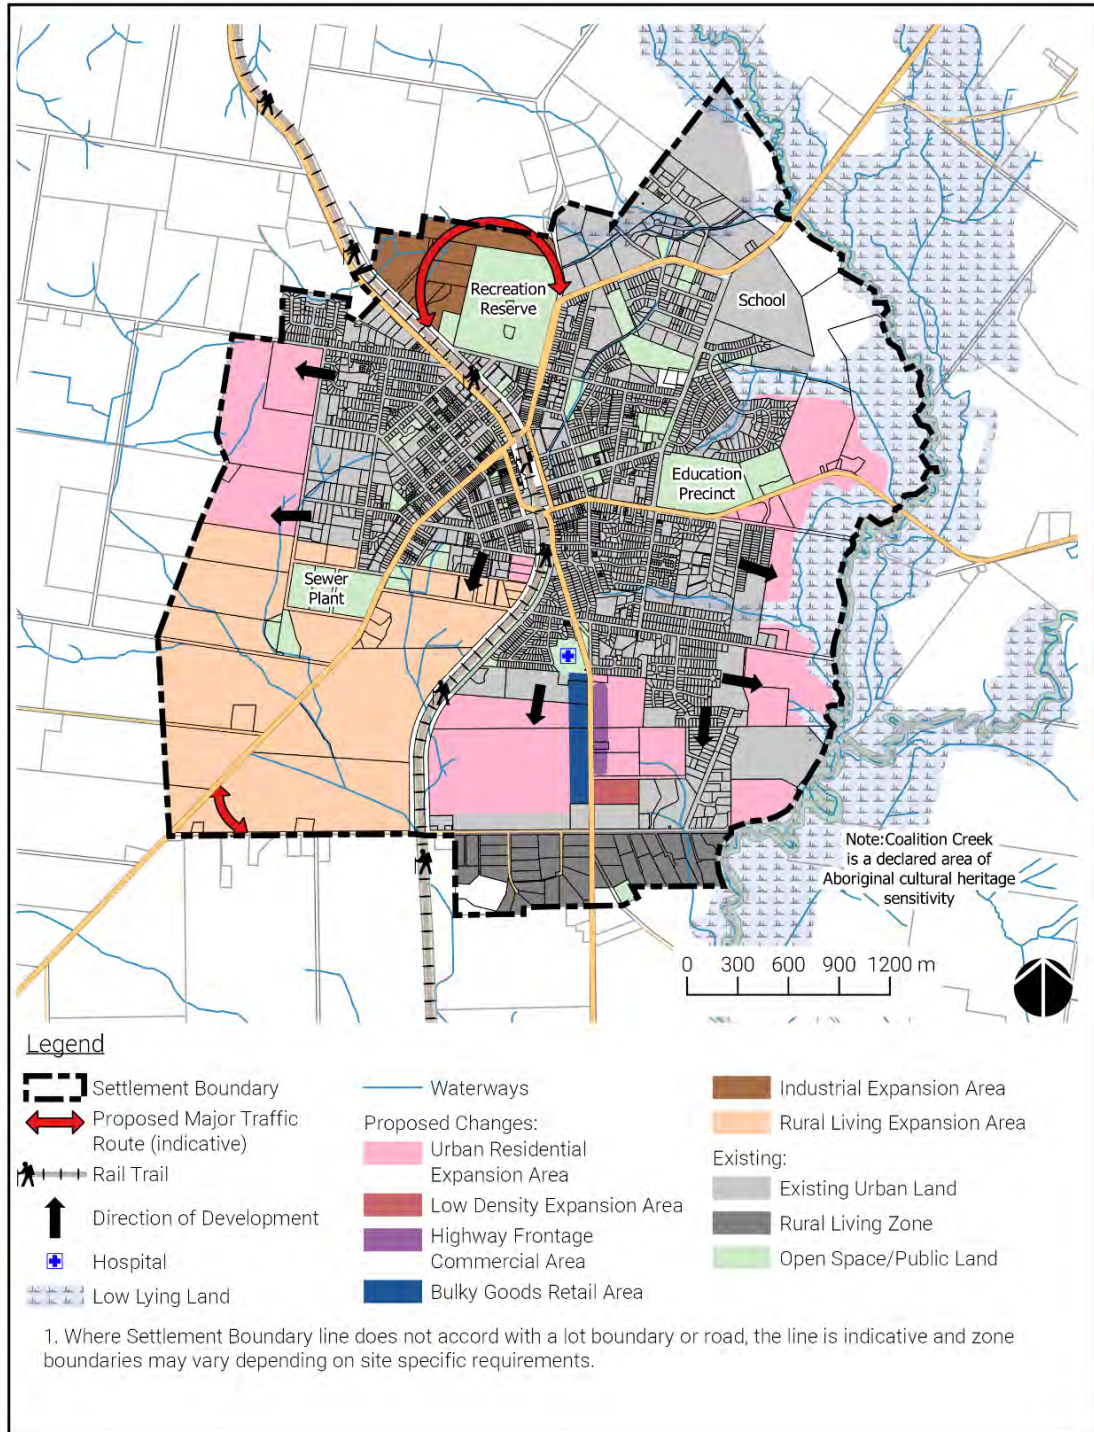 Recreation
Reserve
School
Education
Precinct
Sewer
Plant
Note:Coalition Creek
is a declared area of
Aboriginal cultural heritage
sensitivity
0 300 600 900 1200 m
Legend
Settlement Boundary
Proposed Major Traffic
Route (indicative)
Rail Trail
Direction of Development
Hospital
Low Lying Land
Waterways
Proposed Changes:
Urban Residential
Expansion Area
Low Density Expansion Area
Highway Frontage
Commercial Area
Bulky Goods Retail Area
Industrial Expansion Area
Rural Living Expansion Area
Existing:
Existing Urban Land
Rural Living Zone
Open Space/Public Land
1. Where Settlement Boundary line does not accord with a lot boundary or road, the line is indicative and zone
boundaries may vary depending on site specific requirements.